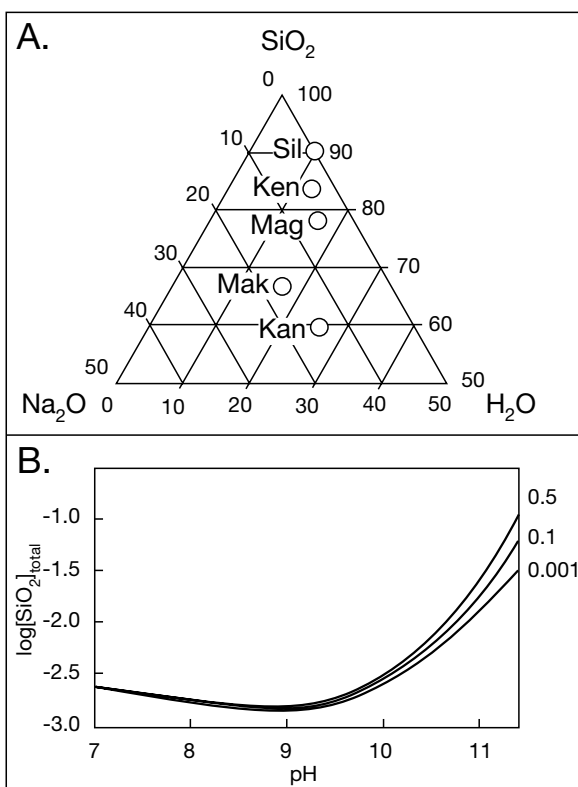 A.
SiO2
0 100
10 Sil 90
Ken
20 80
Mag
30 70
Mak
40 Kan 60
50 50
Na2O 0 10 20 30 40 50 H2O
B.
0.5
-1.0
0.1
-1.5 0.001
-2.0
-2.5
-3.0
log[SiO2]total
7 8 9 10 11
pH